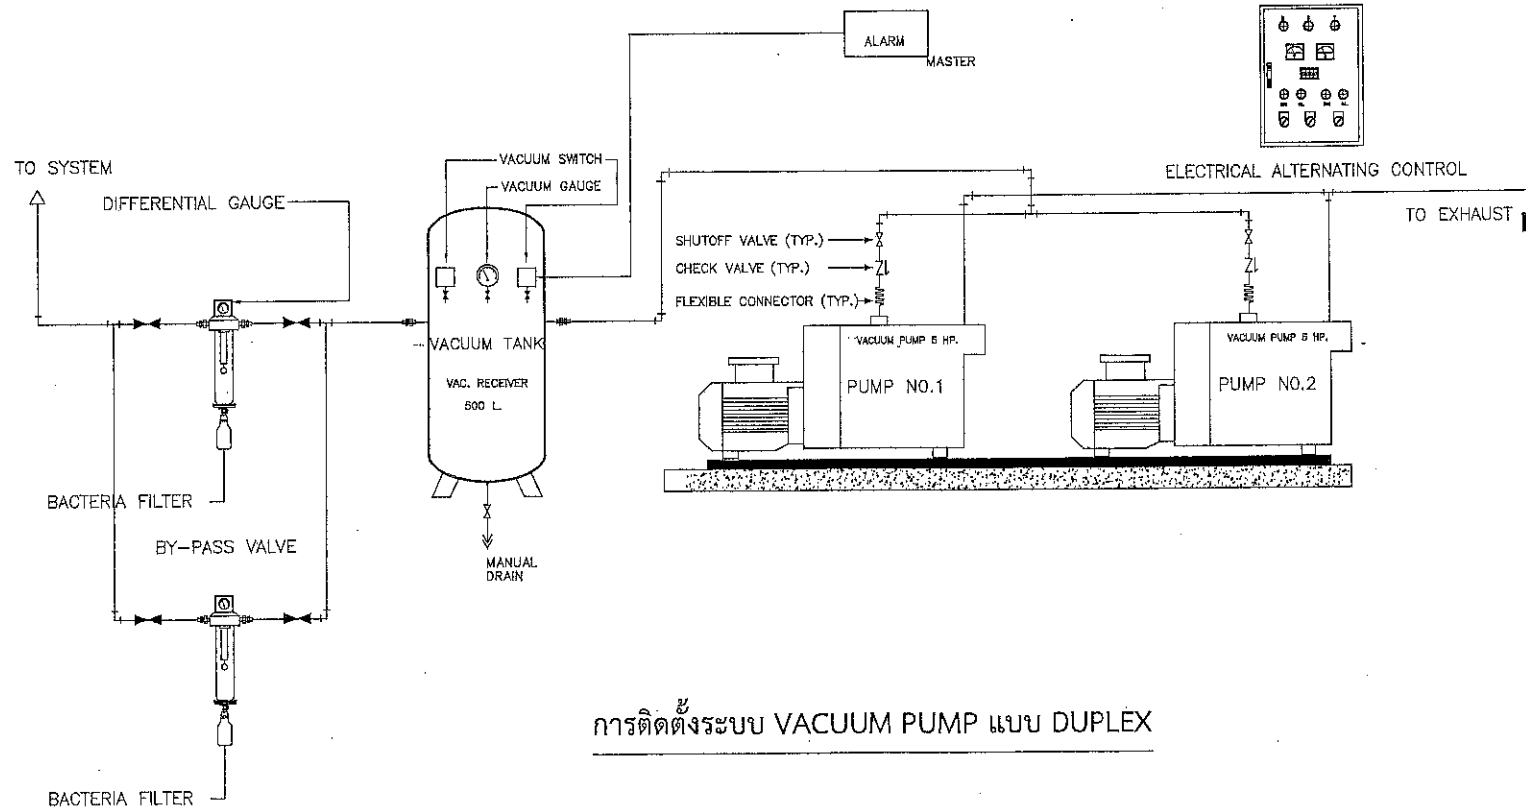 ALARM
MASTER
ELECTRICAL ALTERNATING CONTROL
TO EXHAUST
TO SYSTEM
DIFFERENTIAL GAUGE
VACUUM SWITCH
VACUUM GAUGE
SHUTOFF VALVE (TYP.)
CHECK VALVE (TYP.)
FLEXIBLE CONNECTOR (TYP.)
VACUUM TANK
VAC. RECEIVER
500 L.
VACUUM PUMP 5 HP.
PUMP NO.1
VACUUM PUMP 5 HP.
PUMP NO.2
BACTERIA FILTER
BY-PASS VALVE
MANUAL
DRAIN
BACTERIA FILTER
การติดตั้งระบบ VACUUM PUMP แบบ DUPLEX